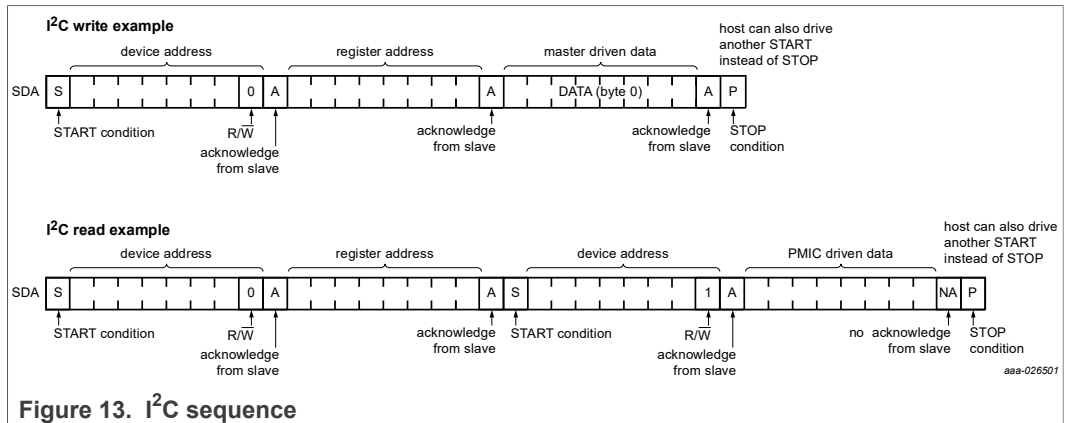 I2C write example
host can also drive
another START
instead of STOP
device address register address master driven data
SDA S 0 A A DATA (byte 0) A P
START condition R/W acknowledge from slave acknowledge from slave acknowledge from slave STOP condition
I2C read example
host can also drive
another START
instead of STOP
device address register address device address PMIC driven data
SDA S 0 A A S 1 A NA P
START condition R/W acknowledge from slave acknowledge from slave START condition R/W acknowledge from slave no acknowledge from slave STOP condition
aaa-026501
Figure 13. I2C sequence